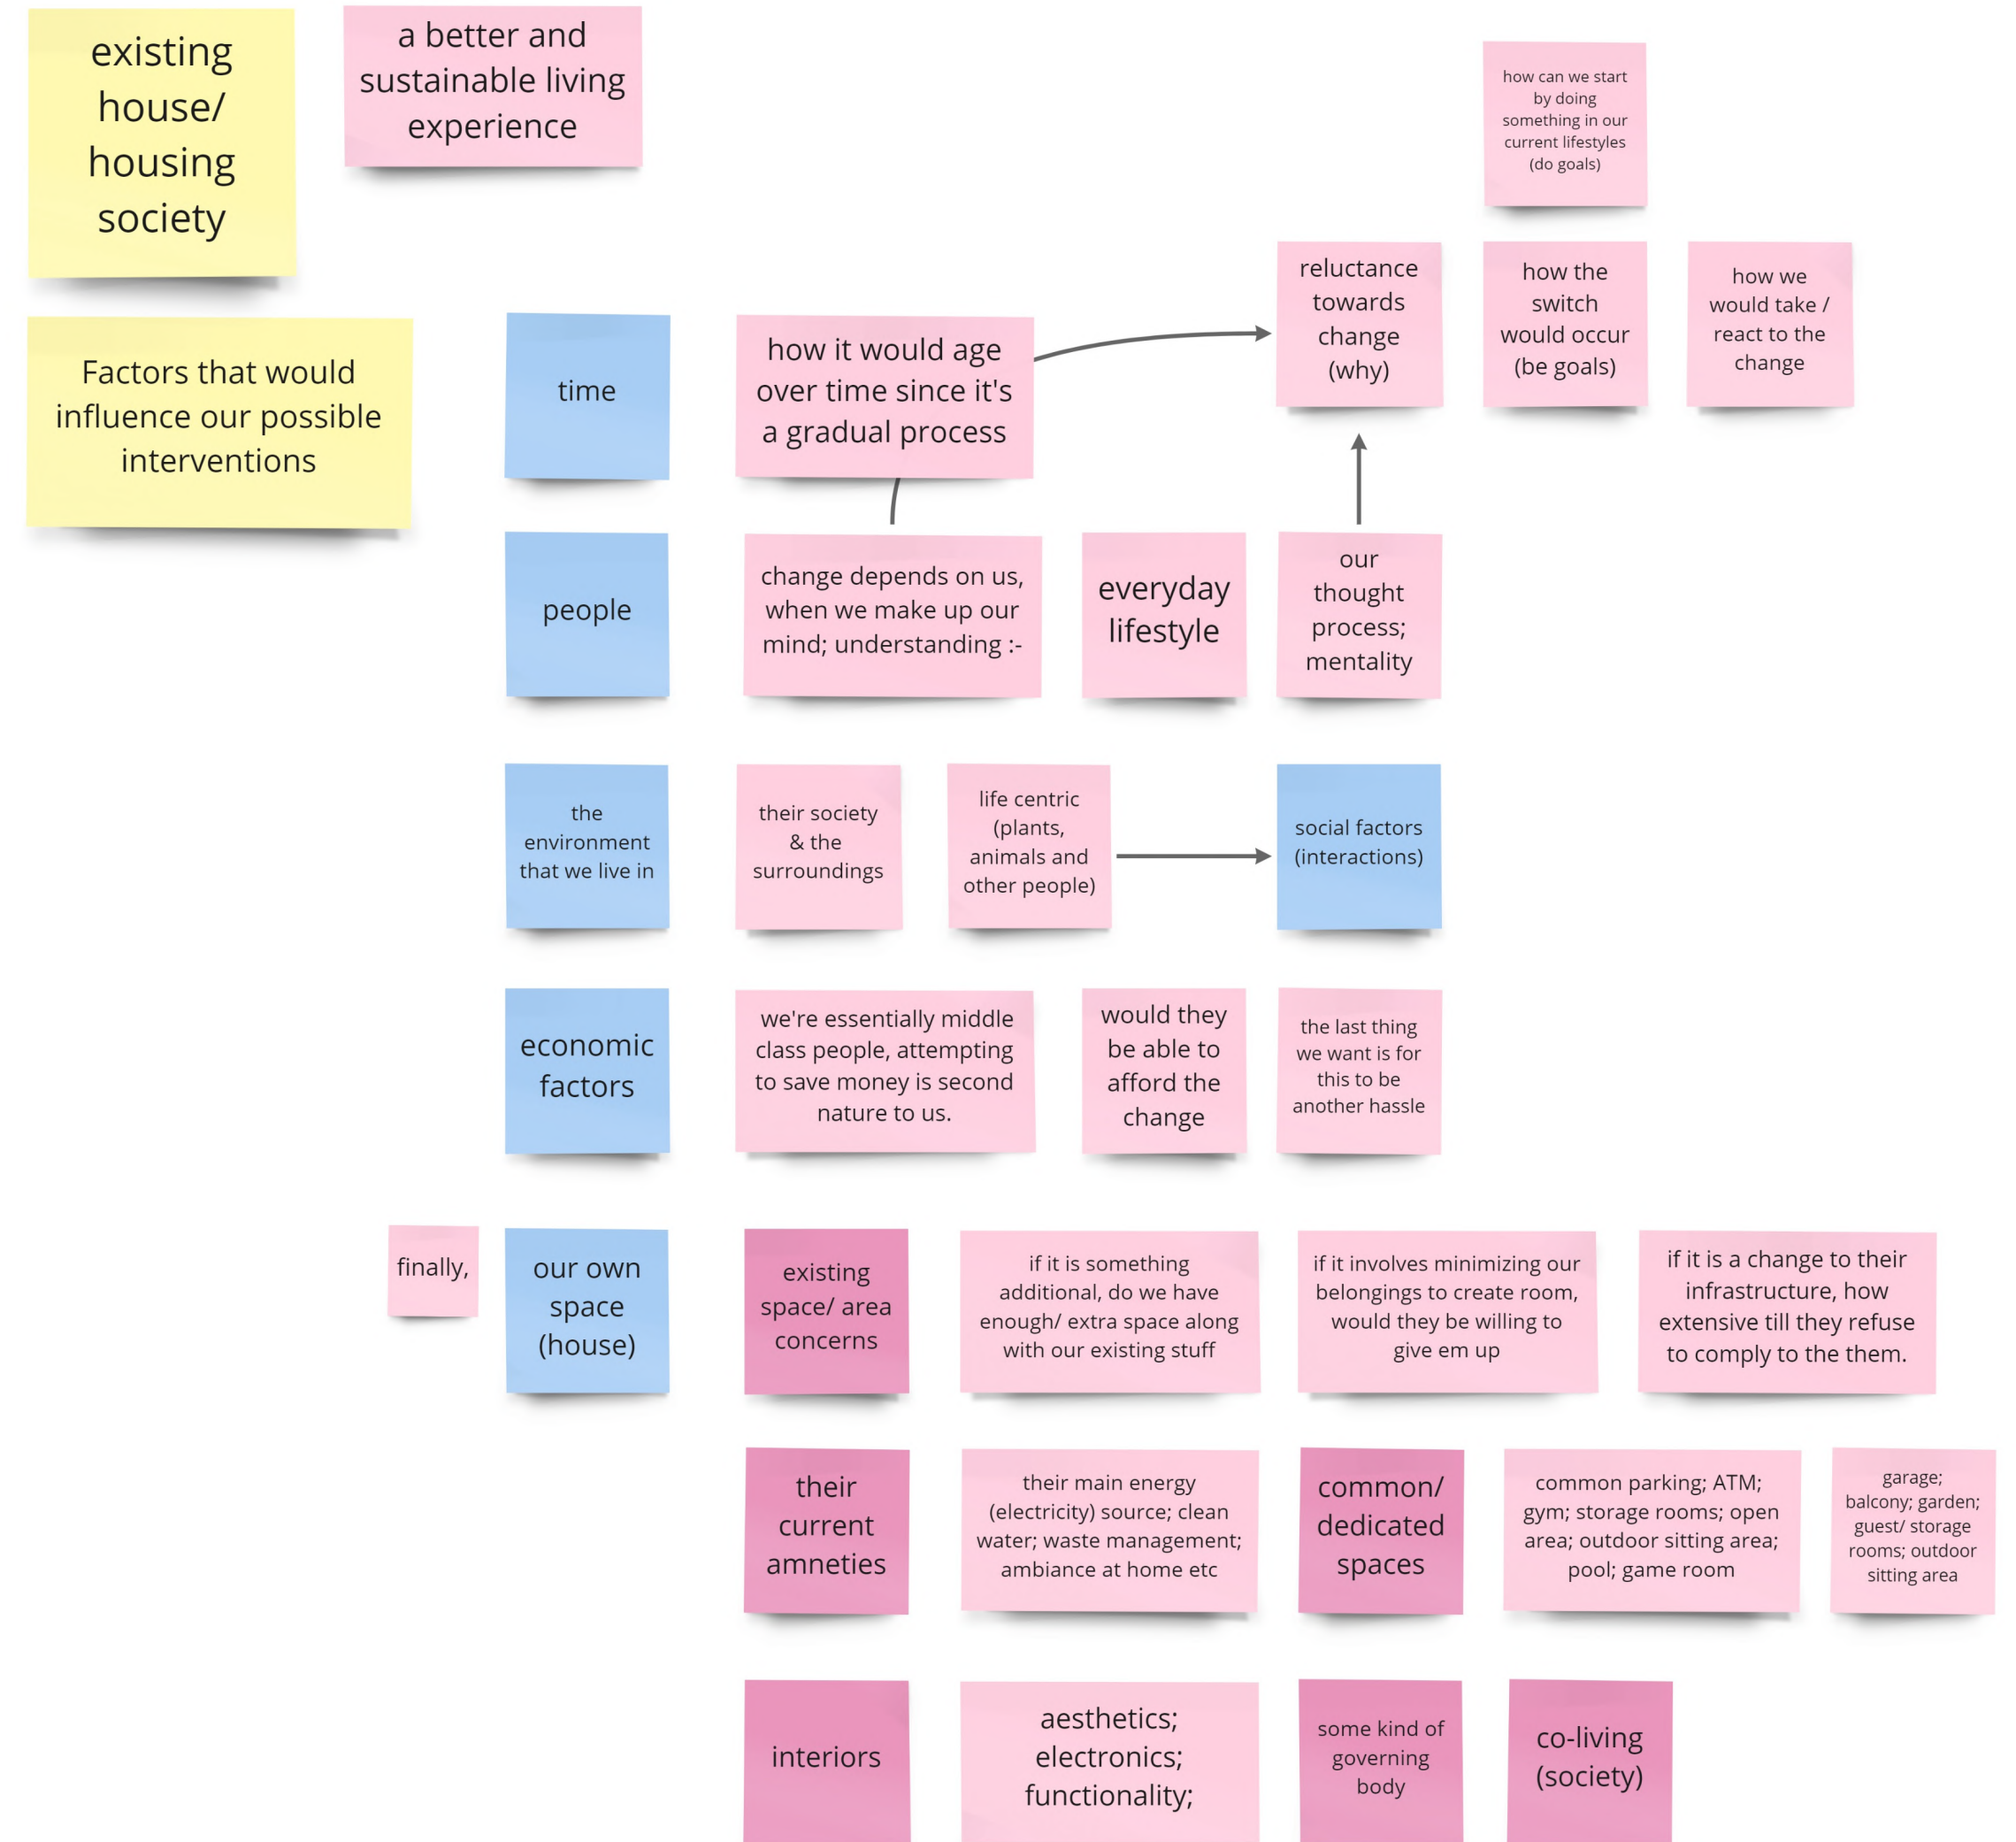 existing
house/
housing
society
a better and
sustainable living
experience
how can we start
by doing
something in our
current lifestyles
(do goals)
Factors that would
influence our possible
interventions
time
how it would age
over time since it's
a gradual process
reluctance
towards
change
(why)
how the
switch
would occur
(be goals)
how we
would take /
react to the
change
people
change depends on us,
when we make up our
mind; understanding :-
everyday
lifestyle
our
thought
process;
mentality
the
environment
that we live in
their society
& the
surroundings
life centric
(plants,
animals and
other people)
social factors
(interactions)
economic
factors
we're essentially middle
class people, attempting
to save money is second
nature to us.
would they
be able to
afford the
change
the last thing
we want is for
this to be
another hassle
finally,
our own
space
(house)
existing
space/ area
concerns
if it is something
additional, do we have
enough/ extra space along
with our existing stuff
if it involves minimizing our
belongings to create room,
would they be willing to
give em up
if it is a change to their
infrastructure, how
extensive till they refuse
to comply to the them.
their
current
amneties
their main energy
(electricity) source; clean
water; waste management;
ambiance at home etc
common/
dedicated
spaces
common parking; ATM;
gym; storage rooms; open
area; outdoor sitting area;
pool; game room
garage;
balcony; garden;
guest/ storage
rooms; outdoor
sitting area
interiors
aesthetics;
electronics;
functionality;
some kind of
governing
body
co-living
(society)